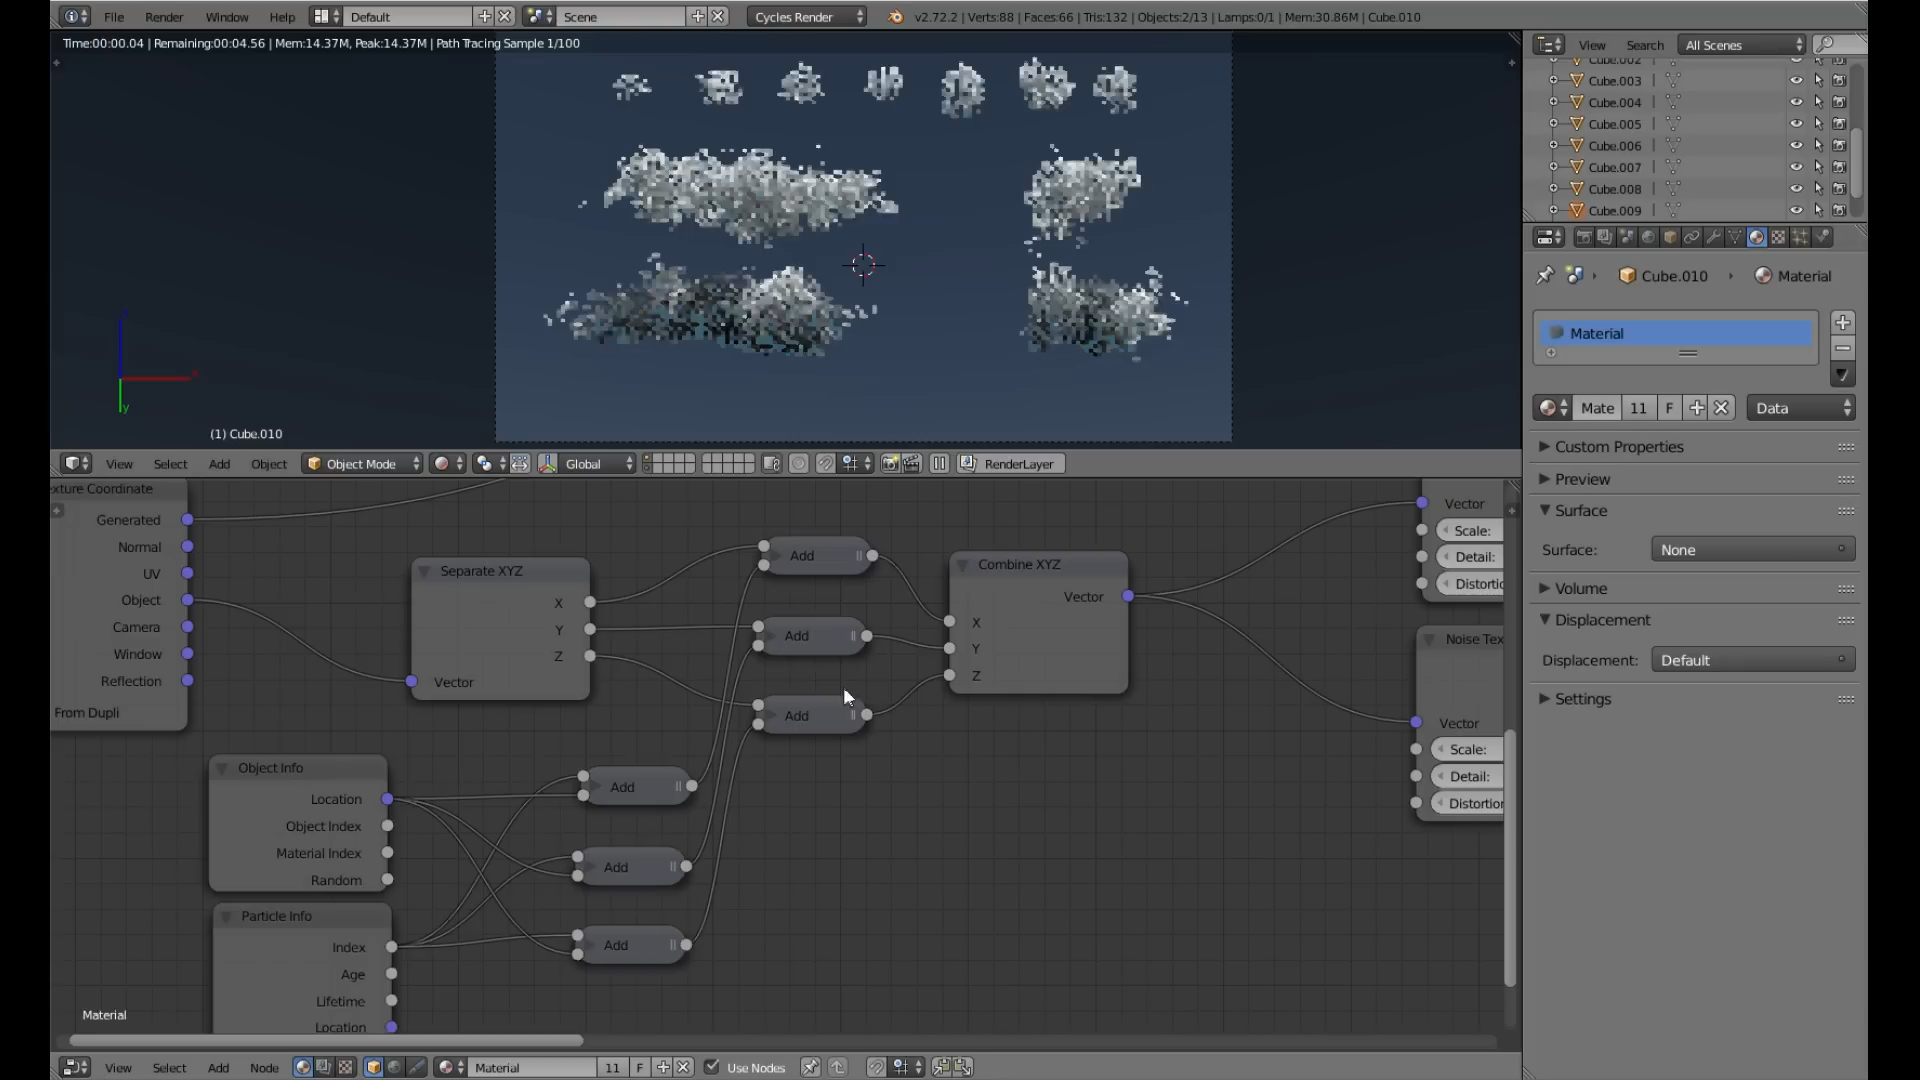 File Render Window Help Default Scene Cycles Render v2.72.2 | Verts:88 | Faces:66 | Tris:132 | Objects:2/13 | Lamps:0/1 | Mem:30.86M | Cube.010
Time:00:00.04 | Remaining:00:04.56 | Mem:14.37M, Peak:14.37M | Path Tracing Sample 1/100
View Search All Scenes
Cube.002
Cube.003
Cube.004
Cube.005
Cube.006
Cube.007
Cube.008
Cube.009
Cube.010 Material
Material
Mate 11 F Data
Custom Properties
Preview
Surface
Surface: None
Volume
Displacement
Displacement: Default
Settings
y
(1) Cube.010
View Select Add Object Object Mode Global RenderLayer
exture Coordinate
Generated
Normal
UV
Object
Camera
Window
Reflection
From Dupli
Separate XYZ
X
Y
Z
Vector
Add
Add
Add
Combine XYZ
Vector
X
Y
Z
Vector
Scale:
Detail:
Distortio
Noise Tex
Vector
Scale:
Detail:
Distortion
Object Info
Location
Object Index
Material Index
Random
Add
Add
Add
Particle Info
Index
Age
Lifetime
Location
Material
View Select Add Node Material 11 F Use Nodes